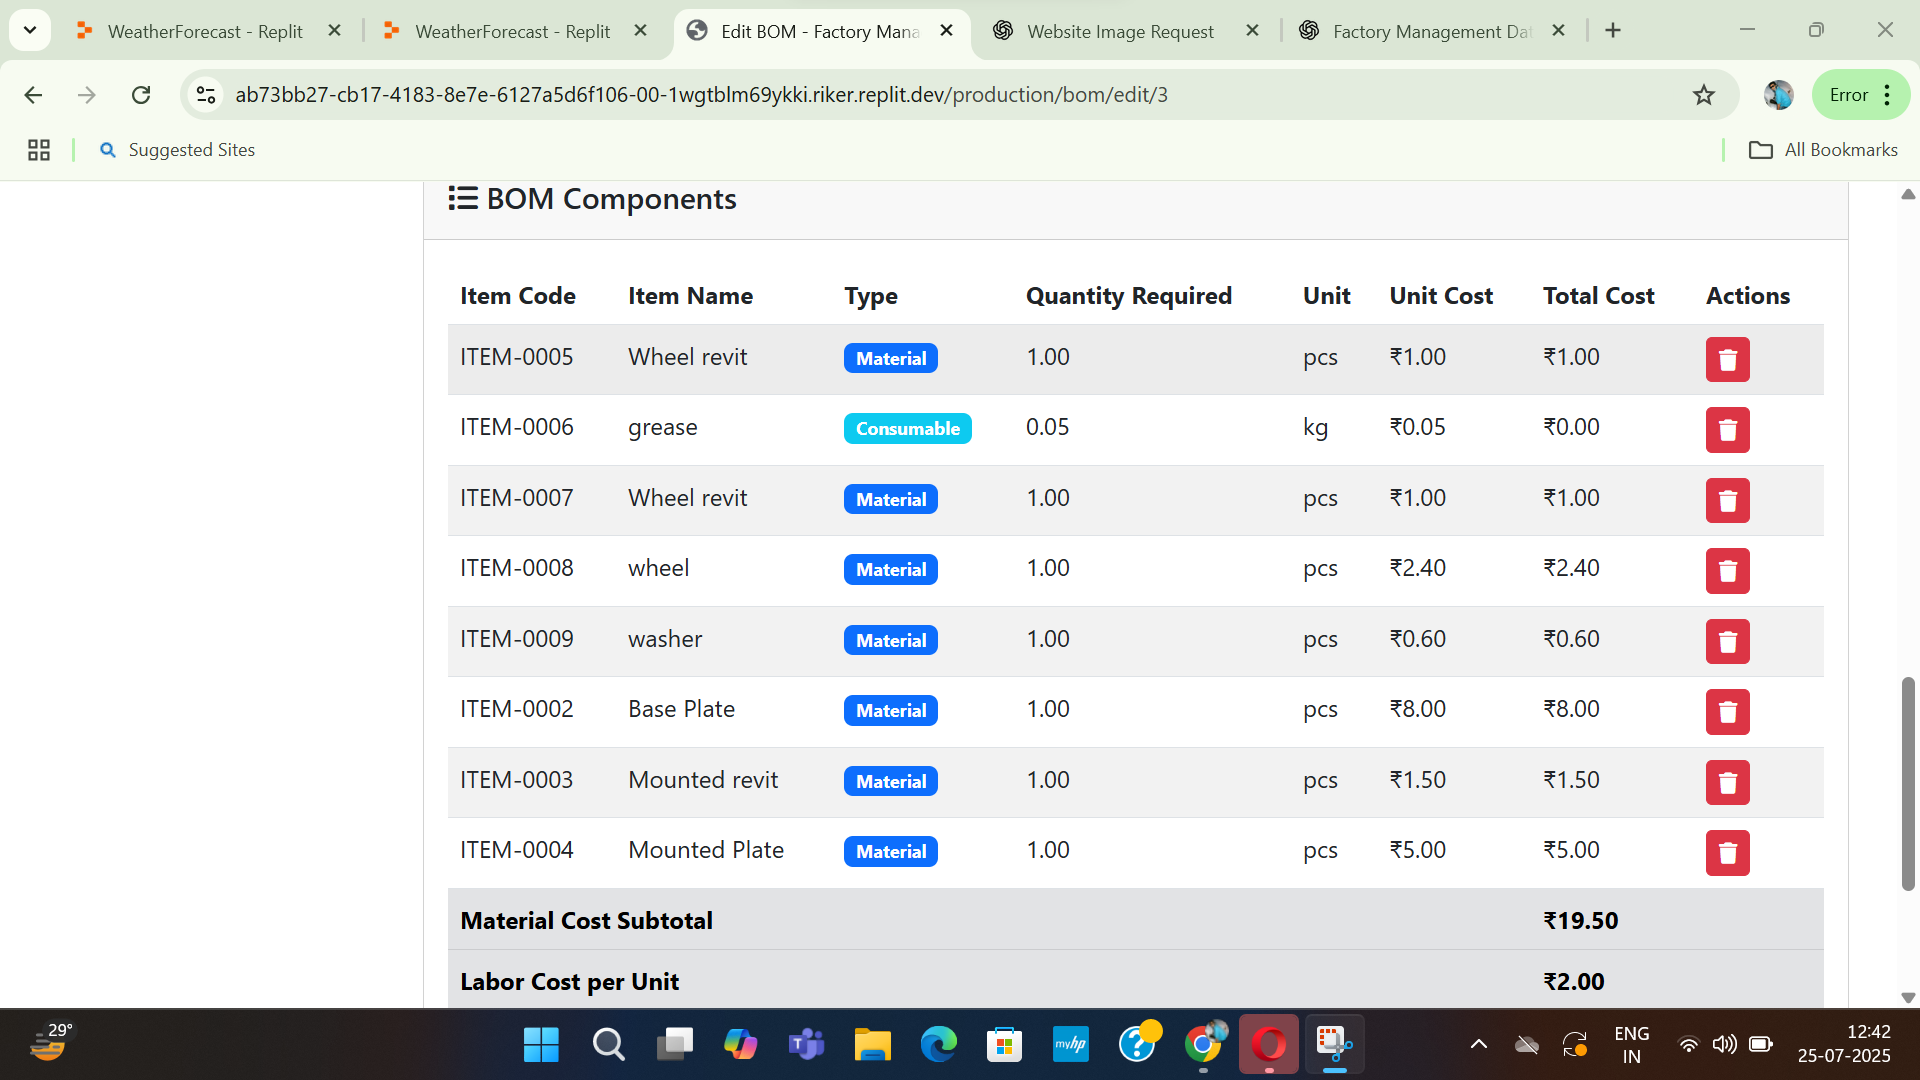 WeatherForecast - Replit
WeatherForecast - Replit
Edit BOM - Factory Mana
Website Image Request
Factory Management Dat
ab73bb27-cb17-4183-8e7e-6127a5d6f106-00-1wgtblm69ykki.riker.replit.dev/production/bom/edit/3
Error
Suggested Sites
All Bookmarks
BOM Components
Item Code Item Name Type Quantity Required Unit Unit Cost Total Cost Actions
ITEM-0005 Wheel revit Material 1.00 pcs ₹1.00 ₹1.00
ITEM-0006 grease Consumable 0.05 kg ₹0.05 ₹0.00
ITEM-0007 Wheel revit Material 1.00 pcs ₹1.00 ₹1.00
ITEM-0008 wheel Material 1.00 pcs ₹2.40 ₹2.40
ITEM-0009 washer Material 1.00 pcs ₹0.60 ₹0.60
ITEM-0002 Base Plate Material 1.00 pcs ₹8.00 ₹8.00
ITEM-0003 Mounted revit Material 1.00 pcs ₹1.50 ₹1.50
ITEM-0004 Mounted Plate Material 1.00 pcs ₹5.00 ₹5.00
Material Cost Subtotal ₹19.50
Labor Cost per Unit ₹2.00
29°
myhp
ENG
IN
12:42
25-07-2025